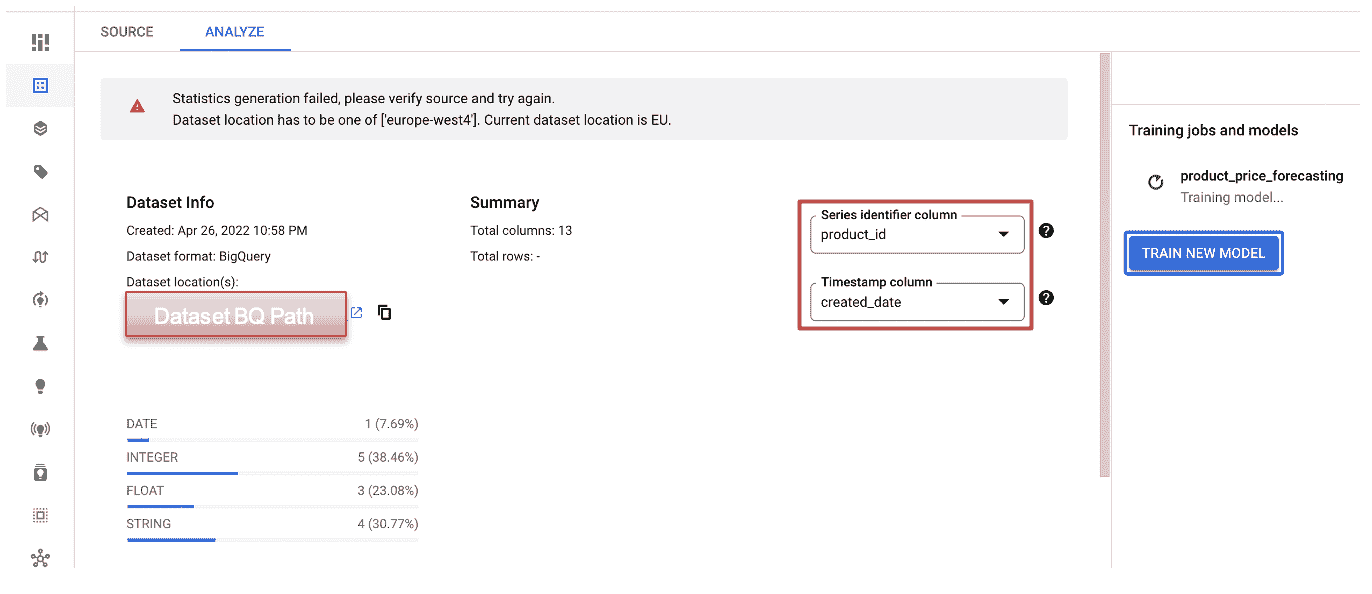 SOURCE
ANALYZE
Statistics generation failed, please verify source and try again.
Dataset location has to be one of ['europe-west4']. Current dataset location is EU.
Dataset Info
Created: Apr 26, 2022 10:58 PM
Dataset format: BigQuery
Dataset location(s):
Dataset BQ Path
Summary
Total columns: 13
Total rows: -
Series identifier column
product_id
Timestamp column
created_date
DATE 1 (7.69%)
INTEGER 5 (38.46%)
FLOAT 3 (23.08%)
STRING 4 (30.77%)
Training jobs and models
product_price_forecasting
Training model...
TRAIN NEW MODEL